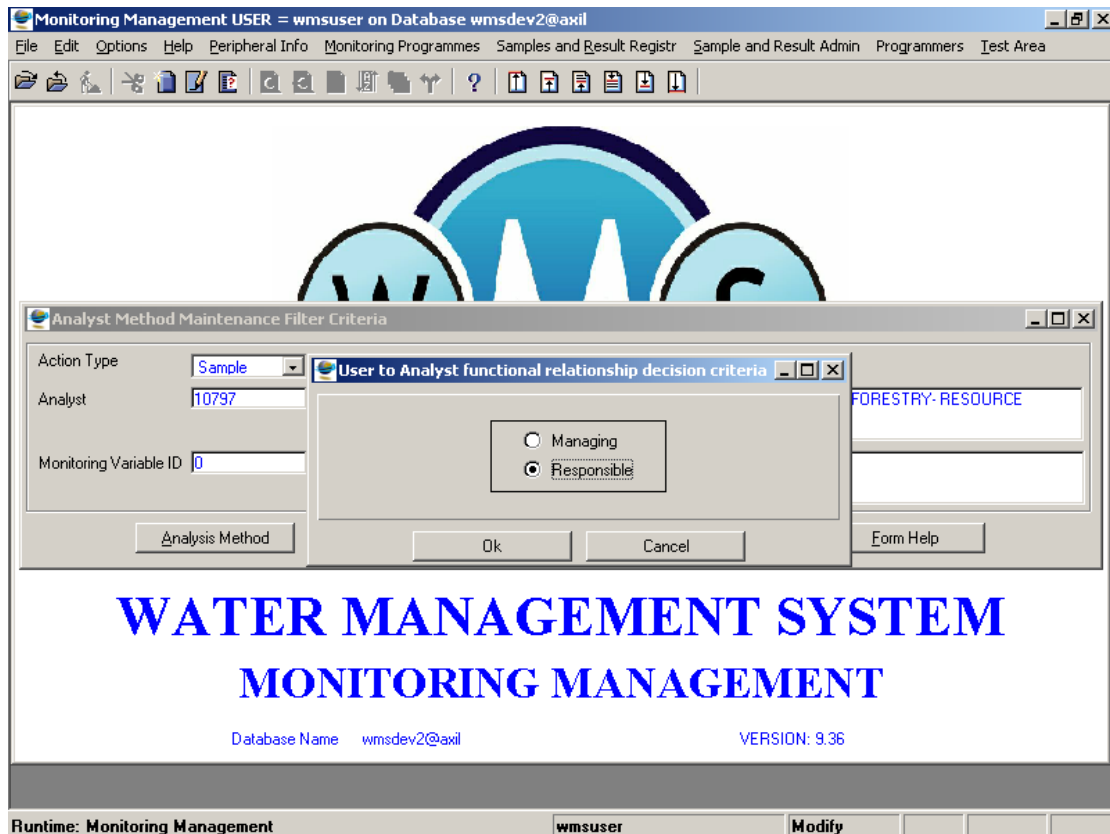 Monitoring Management USER = wmsuser on Database wmsdev2@axil
File Edit Options Help Peripheral Info Monitoring Programmes Samples and Result Registr Sample and Result Admin Programmers Test Area
W M S
Analyst Method Maintenance Filter Criteria
Action Type Sample
User to Analyst functional relationship decision criteria
Analyst 10797 FORESTRY- RESOURCE
Managing
Monitoring Variable ID 0
Responsible
Analysis Method Ok Cancel Form Help
WATER MANAGEMENT SYSTEM
MONITORING MANAGEMENT
Database Name wmsdev2@axil VERSION: 9.36
Runtime: Monitoring Management wmsuser Modify